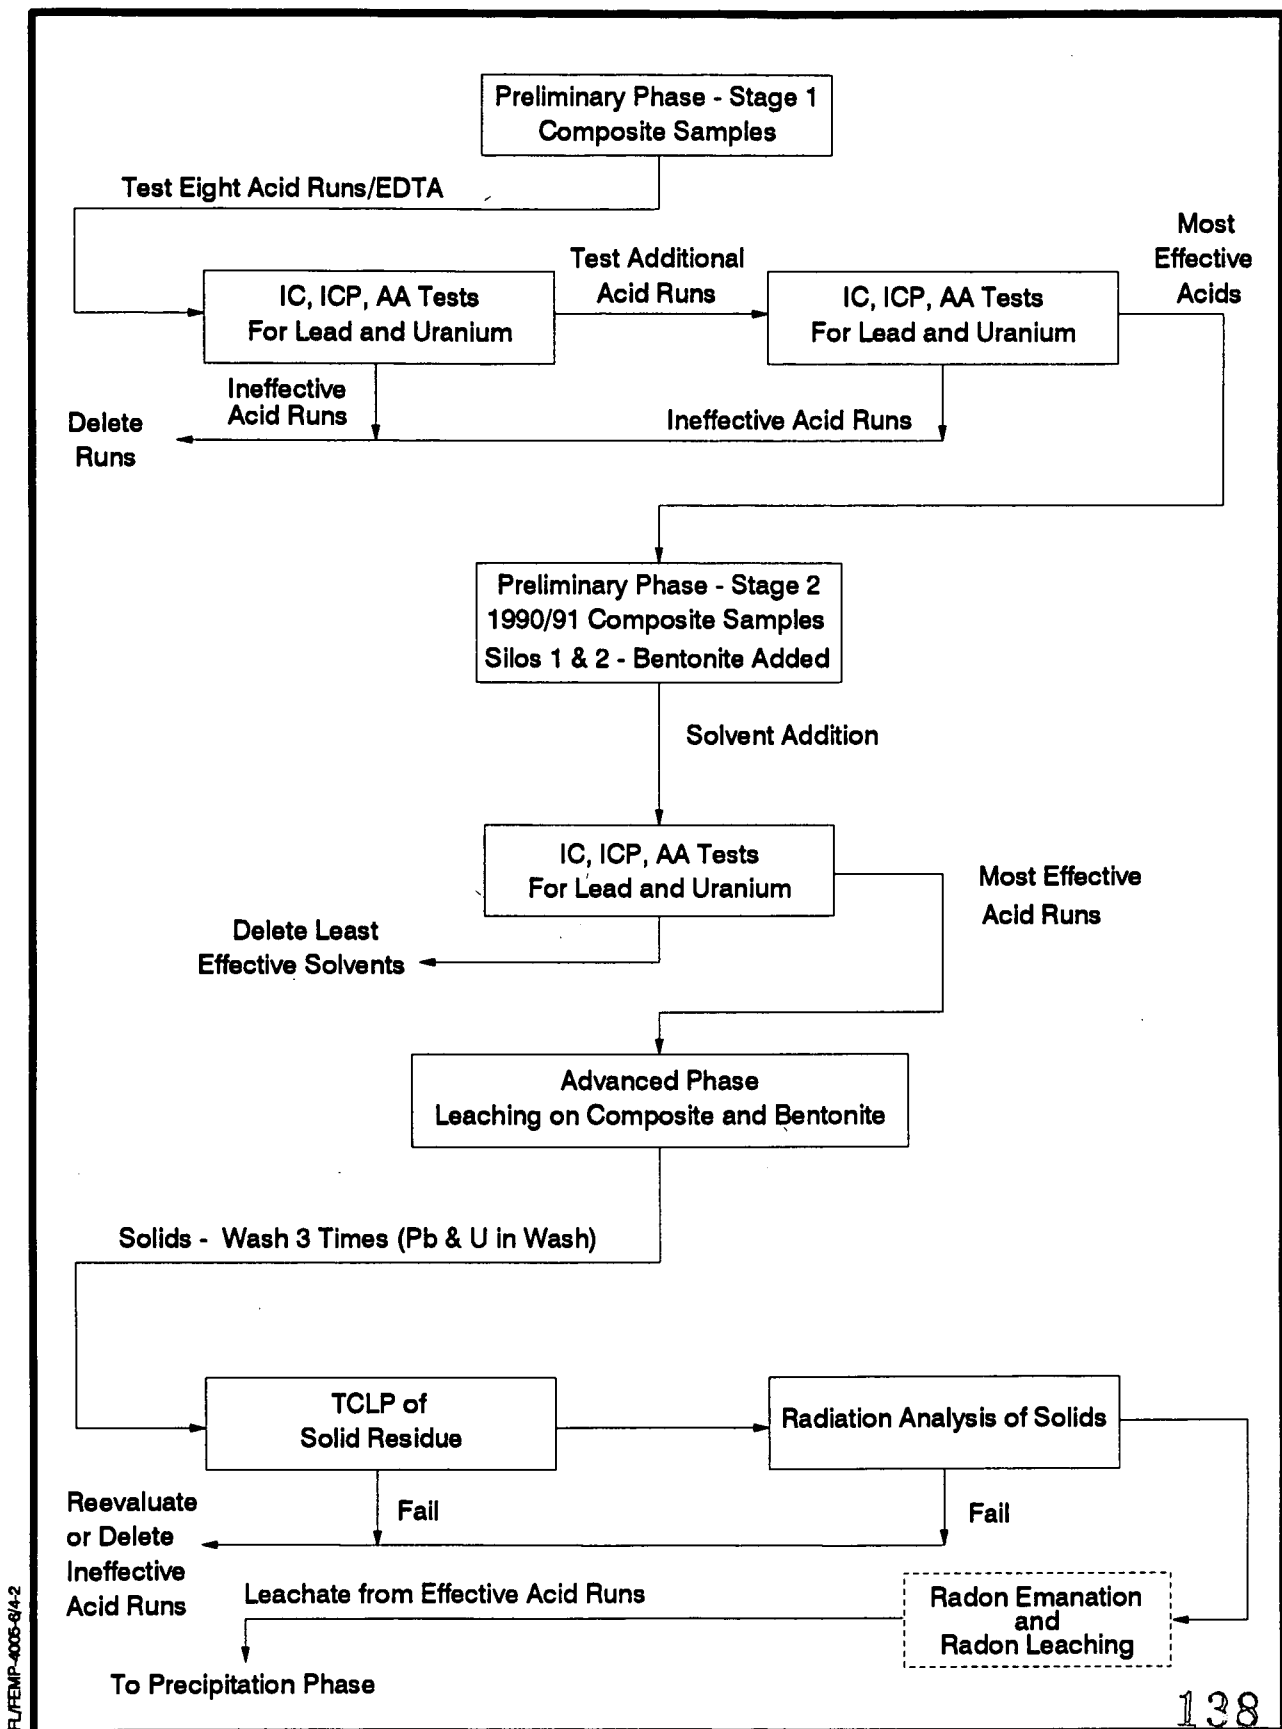 Preliminary Phase - Stage 1
Composite Samples
Test Eight Acid Runs/EDTA
Most
Effective
Acids
Test Additional
Acid Runs
IC, ICP, AA Tests
For Lead and Uranium
IC, ICP, AA Tests
For Lead and Uranium
Ineffective
Acid Runs
Ineffective Acid Runs
Delete
Runs
Preliminary Phase - Stage 2
1990/91 Composite Samples
Silos 1 & 2 - Bentonite Added
Solvent Addition
IC, ICP, AA Tests
For Lead and Uranium
Most Effective
Acid Runs
Delete Least
Effective Solvents
Advanced Phase
Leaching on Composite and Bentonite
Solids - Wash 3 Times (Pb & U in Wash)
TCLP of
Solid Residue
Radiation Analysis of Solids
Fail
Fail
Reevaluate
or Delete
Ineffective
Acid Runs
Leachate from Effective Acid Runs
Radon Emanation
and
Radon Leaching
To Precipitation Phase
FL/FEMP-4005-6/4-2
138